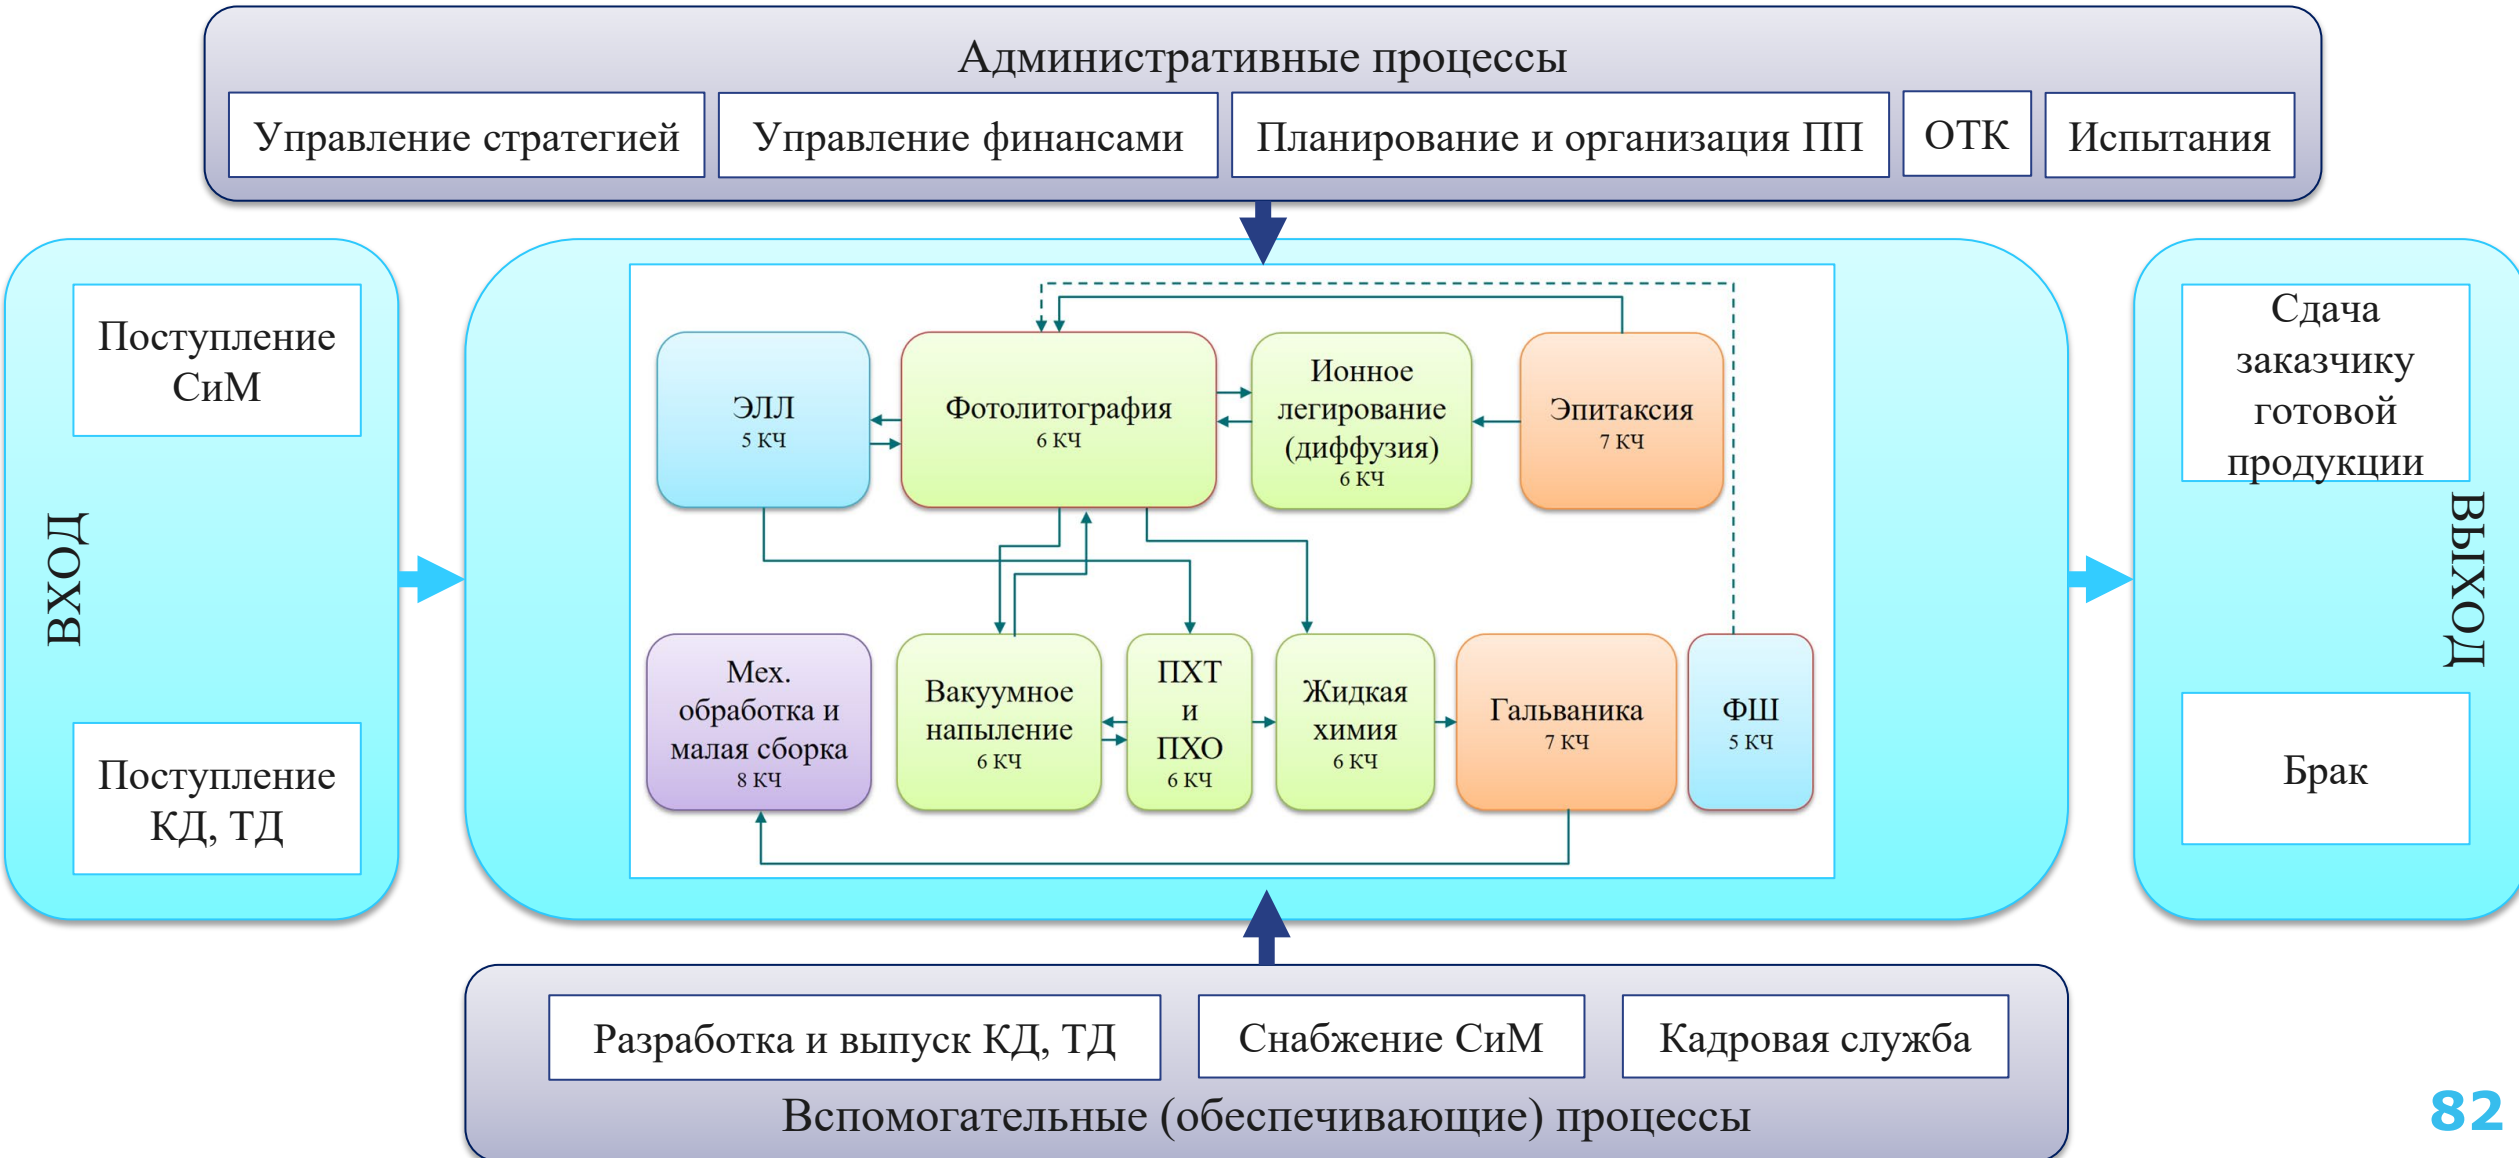 Административные процессы
Управление стратегией
Управление финансами
Планирование и организация ПП
ОТК
Испытания
Поступление
СиМ
ВХОД
Поступление
КД, ТД
ЭЛЛ
5 КЧ
Фотолитография
6 КЧ
Ионное
легирование
(диффузия)
6 КЧ
Эпитаксия
7 КЧ
Мех.
обработка и
малая сборка
8 КЧ
Вакуумное
напыление
6 КЧ
ПХТ
и
ПХО
6 КЧ
Жидкая
химия
6 КЧ
Гальваника
7 КЧ
ФШ
5 КЧ
Сдача
заказчику
готовой
продукции
ВЫХОД
Брак
Разработка и выпуск КД, ТД
Снабжение СиМ
Кадровая служба
Вспомогательные (обеспечивающие) процессы
82